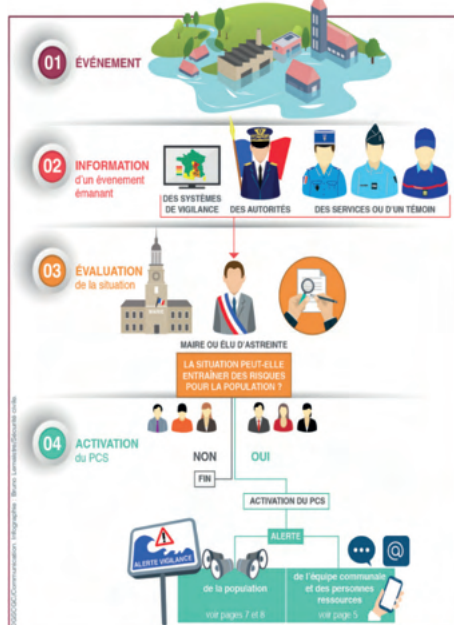 01 ÉVÉNEMENT
02 INFORMATION
d'un évenement
émanant
DES SYSTÈMES
DE VIGILANCE
DES AUTORITÉS
DES SERVICES OU D'UN TÉMOIN
03 ÉVALUATION
de la situation
MAIRIE
MAIRE OU ÉLU D'ASTREINTE
LA SITUATION PEUT-ELLE
ENTRAÎNER DES RISQUES
POUR LA POPULATION ?
04 ACTIVATION
du PCS
NON
OUI
FIN
ACTIVATION DU PCS
ALERTE
ALERTE VIGILANCE
de la population
voir pages 7 et 8
de l'équipe communale
et des personnes
ressources
voir page 5